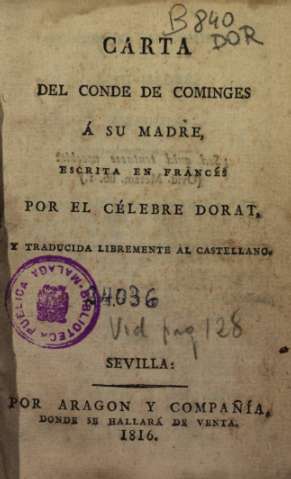 B 840
DOR
CARTA
DEL CONDE DE COMINGES
Á SU MADRE,
ESCRITA EN FRANCÉS
POR EL CÉLEBRE DORAT,
Y TRADUCIDA LIBREMENTE AL CASTELLANO.
BIBLIOTECA PUBLICA - MALAGA
24036
Vid pag 128
SEVILLA:
POR ARAGON Y COMPAÑÍA,
DONDE SE HALLARÁ DE VENTA.
1816.